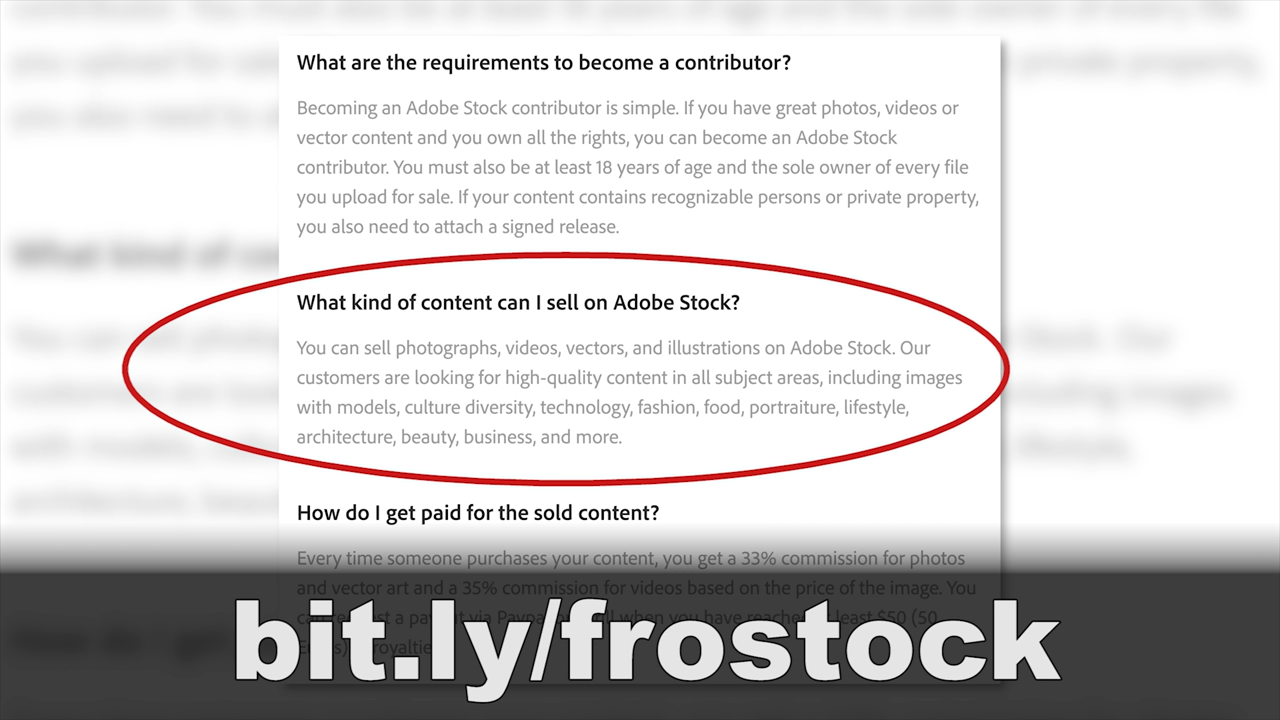 What are the requirements to become a contributor?
Becoming an Adobe Stock contributor is simple. If you have great photos, videos or
vector content and you own all the rights, you can become an Adobe Stock
contributor. You must also be at least 18 years of age and the sole owner of every file
you upload for sale. If your content contains recognizable persons or private property,
you also need to attach a signed release.
What kind of content can I sell on Adobe Stock?
You can sell photographs, videos, vectors, and illustrations on Adobe Stock. Our
customers are looking for high-quality content in all subject areas, including images
with models, culture diversity, technology, fashion, food, portraiture, lifestyle,
architecture, beauty, business, and more.
How do I get paid for the sold content?
Every time someone purchases your content, you get a 33% commission for photos
and vector art and a 35% commission for videos based on the price of the image. You
via when you have least $50 (50
bit.ly/frostock